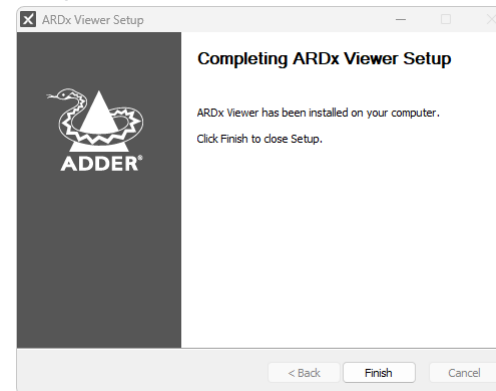 ARDx Viewer Setup
Completing ARDx Viewer Setup
ARDx Viewer has been installed on your computer.
Click Finish to close Setup.
ADDER®
< Back
Finish
Cancel